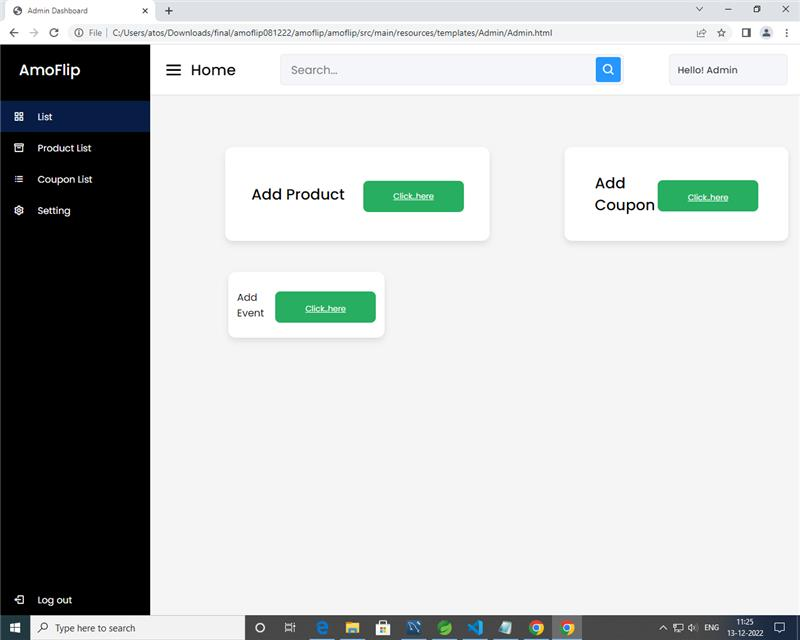 Admin Dashboard
File | C:/Users/atos/Downloads/final/amoflip081222/amoflip/amoflip/src/main/resources/templates/Admin/Admin.html
AmoFlip
Home
Search...
Hello! Admin
List
Product List
Coupon List
Setting
Add Product
Click..here
Add
Coupon
Click..here
Add
Event
Click..here
Log out
Type here to search
ENG
11:25
13-12-2022